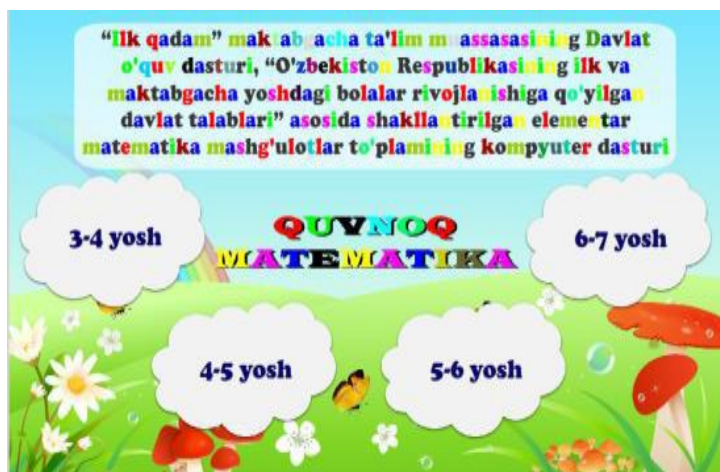 “Ilk qadam” maktabgacha ta'lim muassasasining Davlat
o'quv dasturi, “O'zbekiston Respublikasining ilk va
maktabgacha yoshdagi bolalar rivojlanishiga qo'yilgan
davlat talablari” asosida shakllantirilgan elementar
matematika mashg'ulotlar to'plamining kompyuter dasturi
QUVNOQ
MATEMATIKA
3-4 yosh
6-7 yosh
4-5 yosh
5-6 yosh